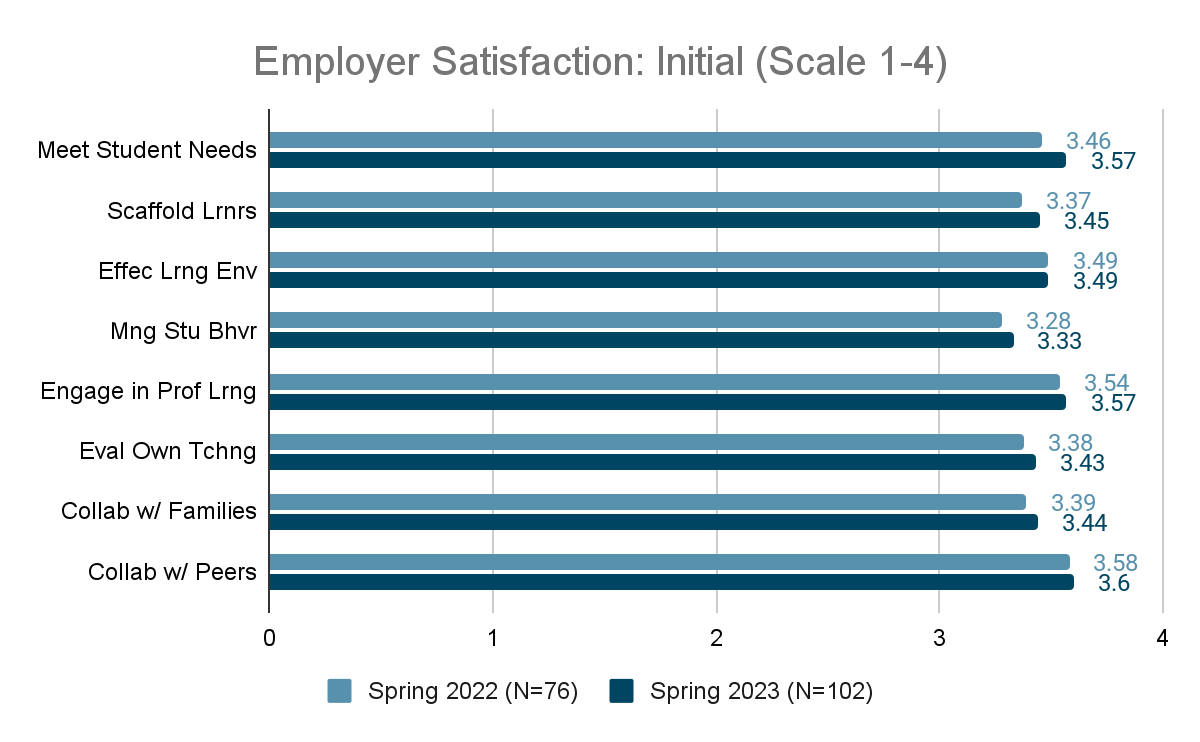 Employer Satisfaction: Initial (Scale 1-4)
Meet Student Needs
3.46
3.57
Scaffold Lrnrs
3.37
3.45
Effec Lrng Env
3.49
3.49
Mng Stu Bhvr
3.28
3.33
Engage in Prof Lrng
3.54
3.57
Eval Own Tchng
3.38
3.43
Collab w/ Families
3.39
3.44
Collab w/ Peers
3.58
3.6
0 1 2 3 4
Spring 2022 (N=76) Spring 2023 (N=102)